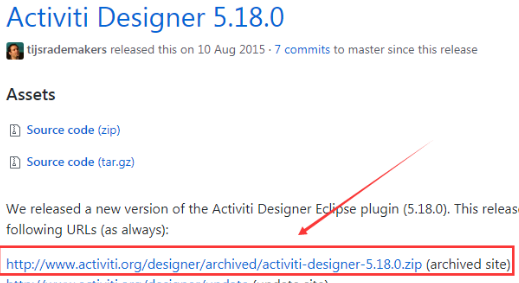 Activiti Designer 5.18.0
tijsrademakers released this on 10 Aug 2015 · 7 commits to master since this release
Assets
Source code (zip)
Source code (tar.gz)
We released a new version of the Activiti Designer Eclipse plugin (5.18.0). This relea
following URLs (as always):
http://www.activiti.org/designer/archived/activiti-designer-5.18.0.zip (archived site)
http://www.activiti.org/designer/update (update site)